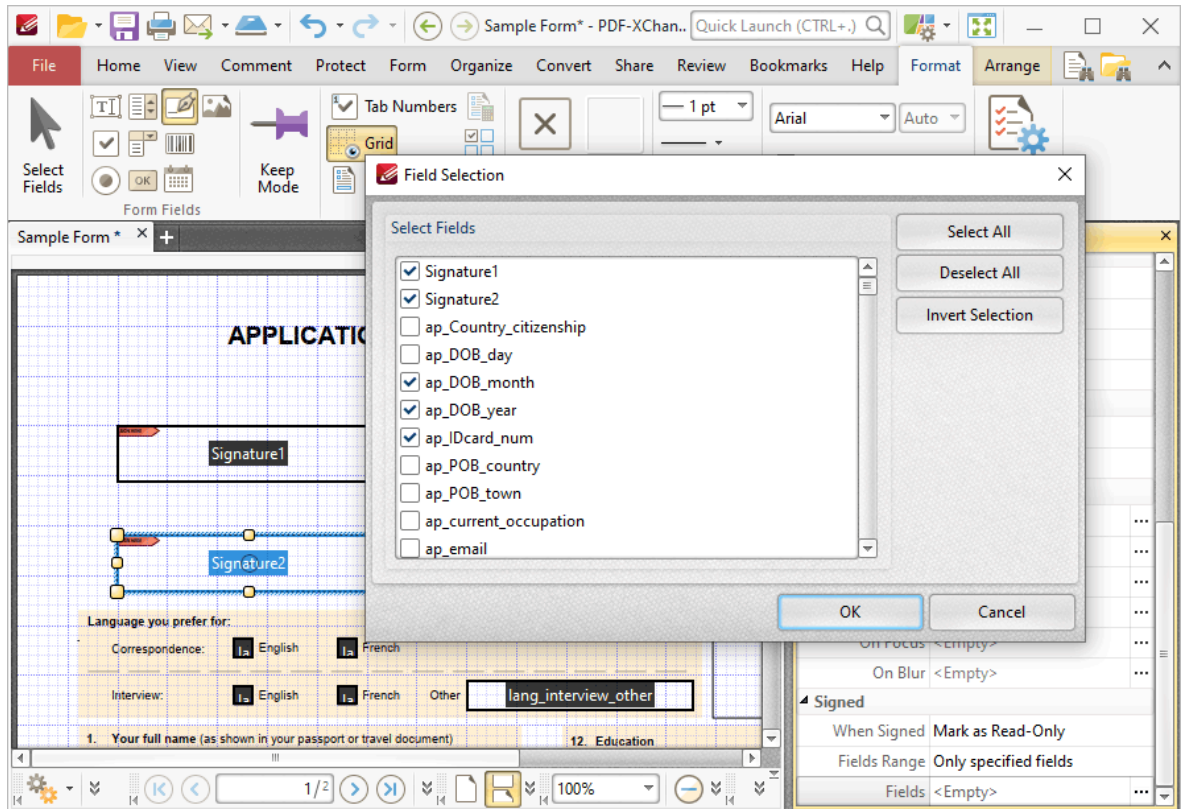 Sample Form* - PDF-XChan.. Quick Launch (CTRL+.)
File Home View Comment Protect Form Organize Convert Share Review Bookmarks Help Format Arrange
Tab Numbers
1 pt
Arial
Auto
Grid
OK
Select Fields
Keep Mode
Form Fields
Field Selection
Sample Form *
Select Fields
Select All
Signature1
Deselect All
Signature2
Invert Selection
ap_Country_citizenship
ap_DOB_day
ap_DOB_month
ap_DOB_year
ap_IDcard_num
ap_POB_country
ap_POB_town
ap_current_occupation
ap_email
OK
Cancel
Signature1
Signature2
Language you prefer for:
Correspondence: English French
Interview: English French Other lang_interview_other
1. Your full name (as shown in your passport or travel document)
12. Education
On Focus <Empty>
On Blur <Empty>
Signed
When Signed Mark as Read-Only
Fields Range Only specified fields
Fields <Empty>
1/2
100%